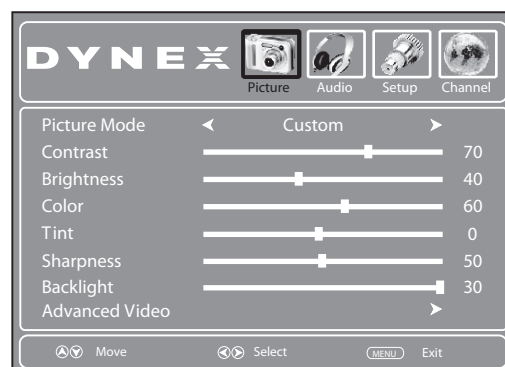 DYNEX
Picture Audio Setup Channel
Picture Mode Custom
Contrast 70
Brightness 40
Color 60
Tint 0
Sharpness 50
Backlight 30
Advanced Video
Move Select MENU Exit